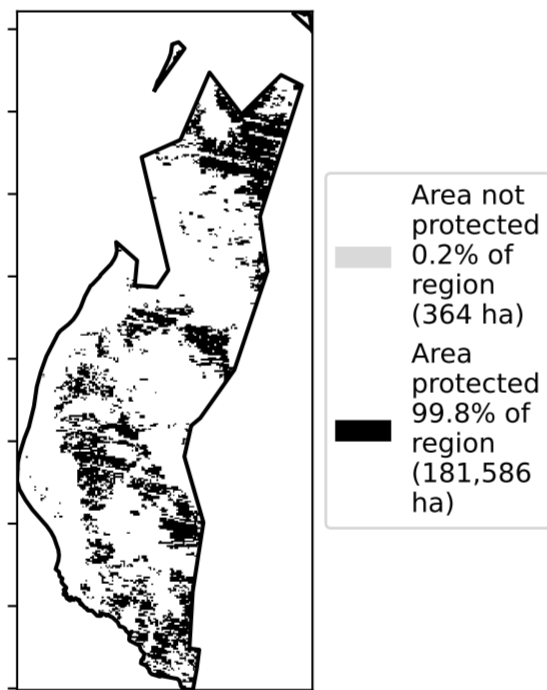 Area not
protected
0.2% of
region
(364 ha)
Area
protected
99.8% of
region
(181,586
ha)